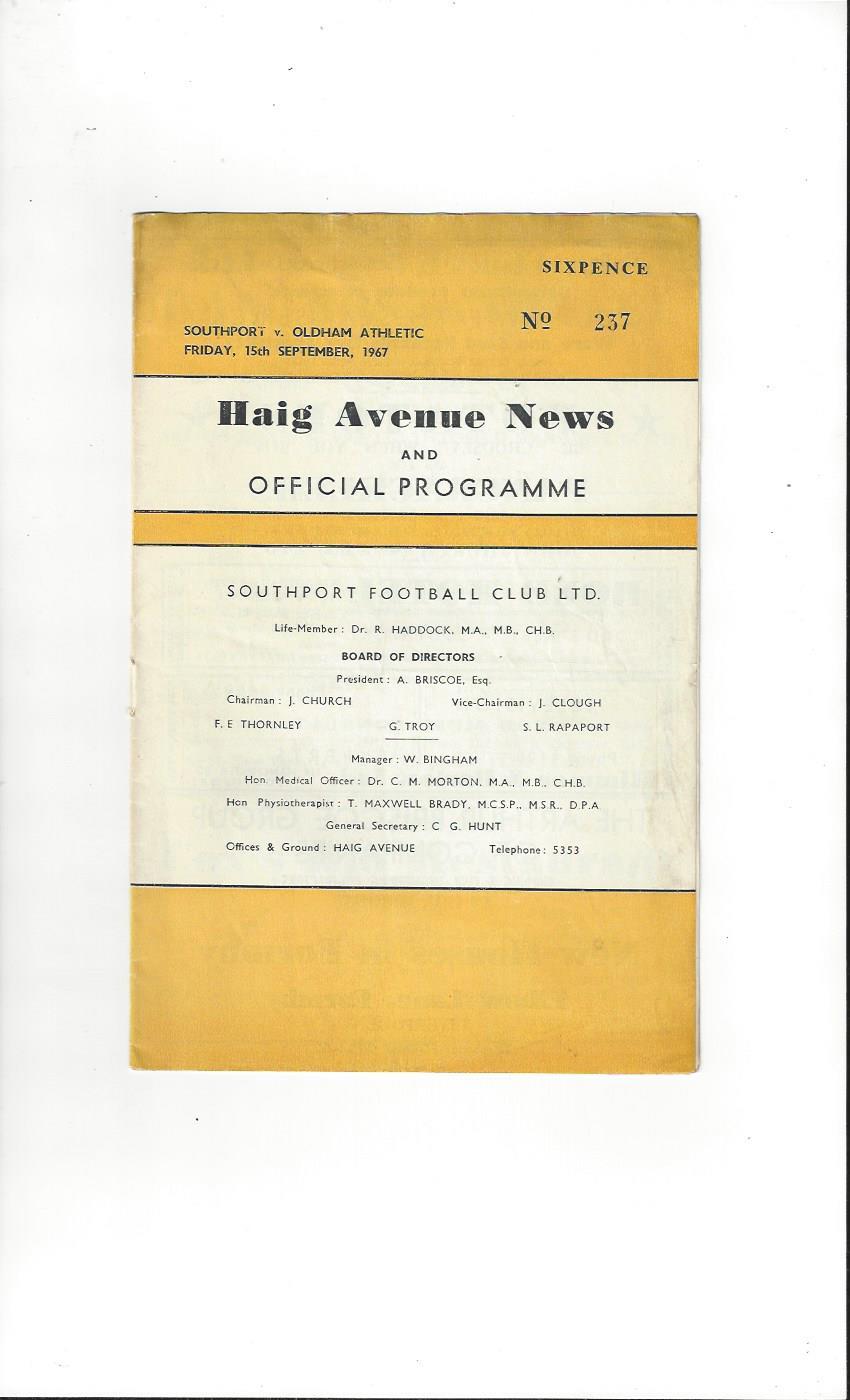 SIXPENCE
Nº 237
SOUTHPORT v. OLDHAM ATHLETIC
FRIDAY, 15th SEPTEMBER, 1967
Haig Avenue News
AND
OFFICIAL PROGRAMME
SOUTHPORT FOOTBALL CLUB LTD.
Life-Member : Dr. R. HADDOCK, M.A., M.B., CH.B.
BOARD OF DIRECTORS
President : A. BRISCOE, Esq.
Chairman : J. CHURCH Vice-Chairman : J. CLOUGH
F. E THORNLEY G. TROY S. L. RAPAPORT
Manager : W. BINGHAM
Hon. Medical Officer : Dr. C. M. MORTON, M.A., M.B., C.H.B.
Hon Physiotherapist : T. MAXWELL BRADY, M.C.S.P., M.S.R., D.P.A
General Secretary : C G. HUNT
Offices & Ground : HAIG AVENUE Telephone : 5353